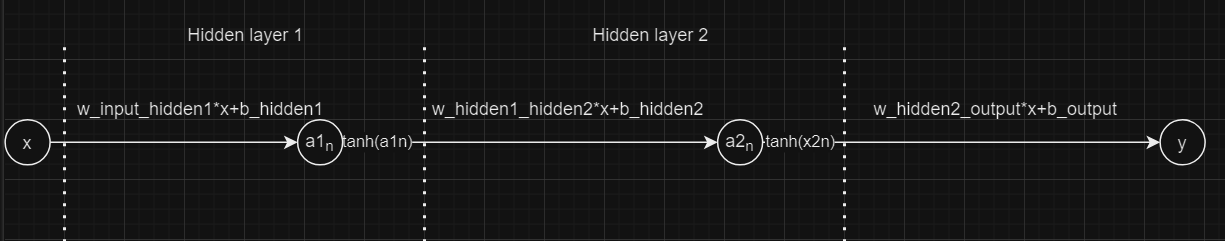 Hidden layer 1
Hidden layer 2
w_input_hidden1*x+b_hidden1
w_hidden1_hidden2*x+b_hidden2
w_hidden2_output*x+b_output
x
a1n
tanh(a1n)
a2n
tanh(x2n)
y